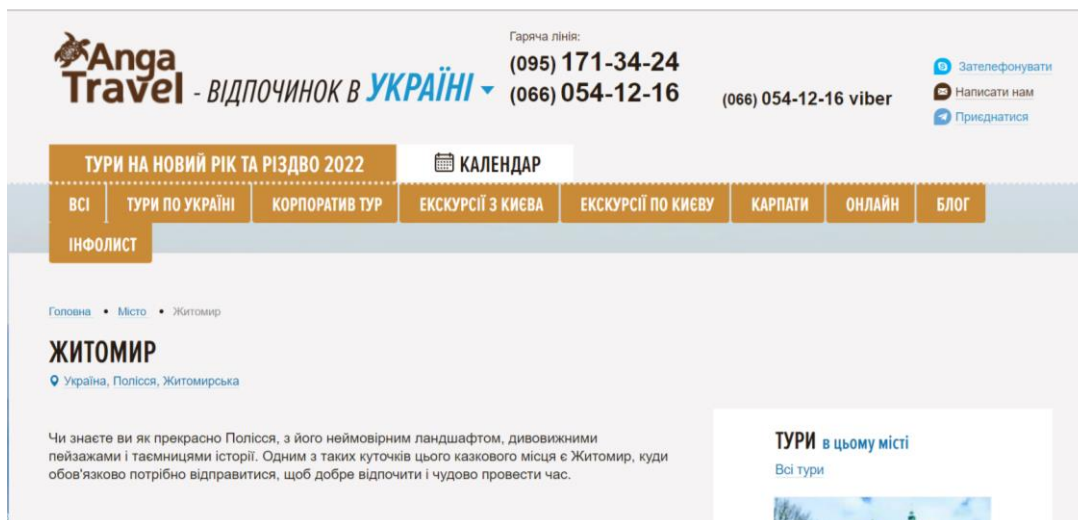 Anga
Travel - ВІДПОЧИНОК В УКРАЇНІ
Гаряча лінія:
(095) 171-34-24
(066) 054-12-16
(066) 054-12-16 viber
Зателефонувати
Написати нам
Приєднатися
ТУРИ НА НОВИЙ РІК ТА РІЗДВО 2022
КАЛЕНДАР
ВСІ ТУРИ ПО УКРАЇНІ КОРПОРАТИВ ТУР ЕКСКУРСІЇ З КИЄВА ЕКСКУРСІЇ ПО КИЄВУ КАРПАТИ ОНЛАЙН БЛОГ
ІНФОЛИСТ
Головна • Місто • Житомир
ЖИТОМИР
Україна, Полісся, Житомирська
Чи знаєте ви як прекрасно Полісся, з його неймовірним ландшафтом, дивовижними
пейзажами і таємницями історії. Одним з таких куточків цього казкового місця є Житомир, куди
обов'язково потрібно відправитися, щоб добре відпочити і чудово провести час.
ТУРИ в цьому місті
Всі тури